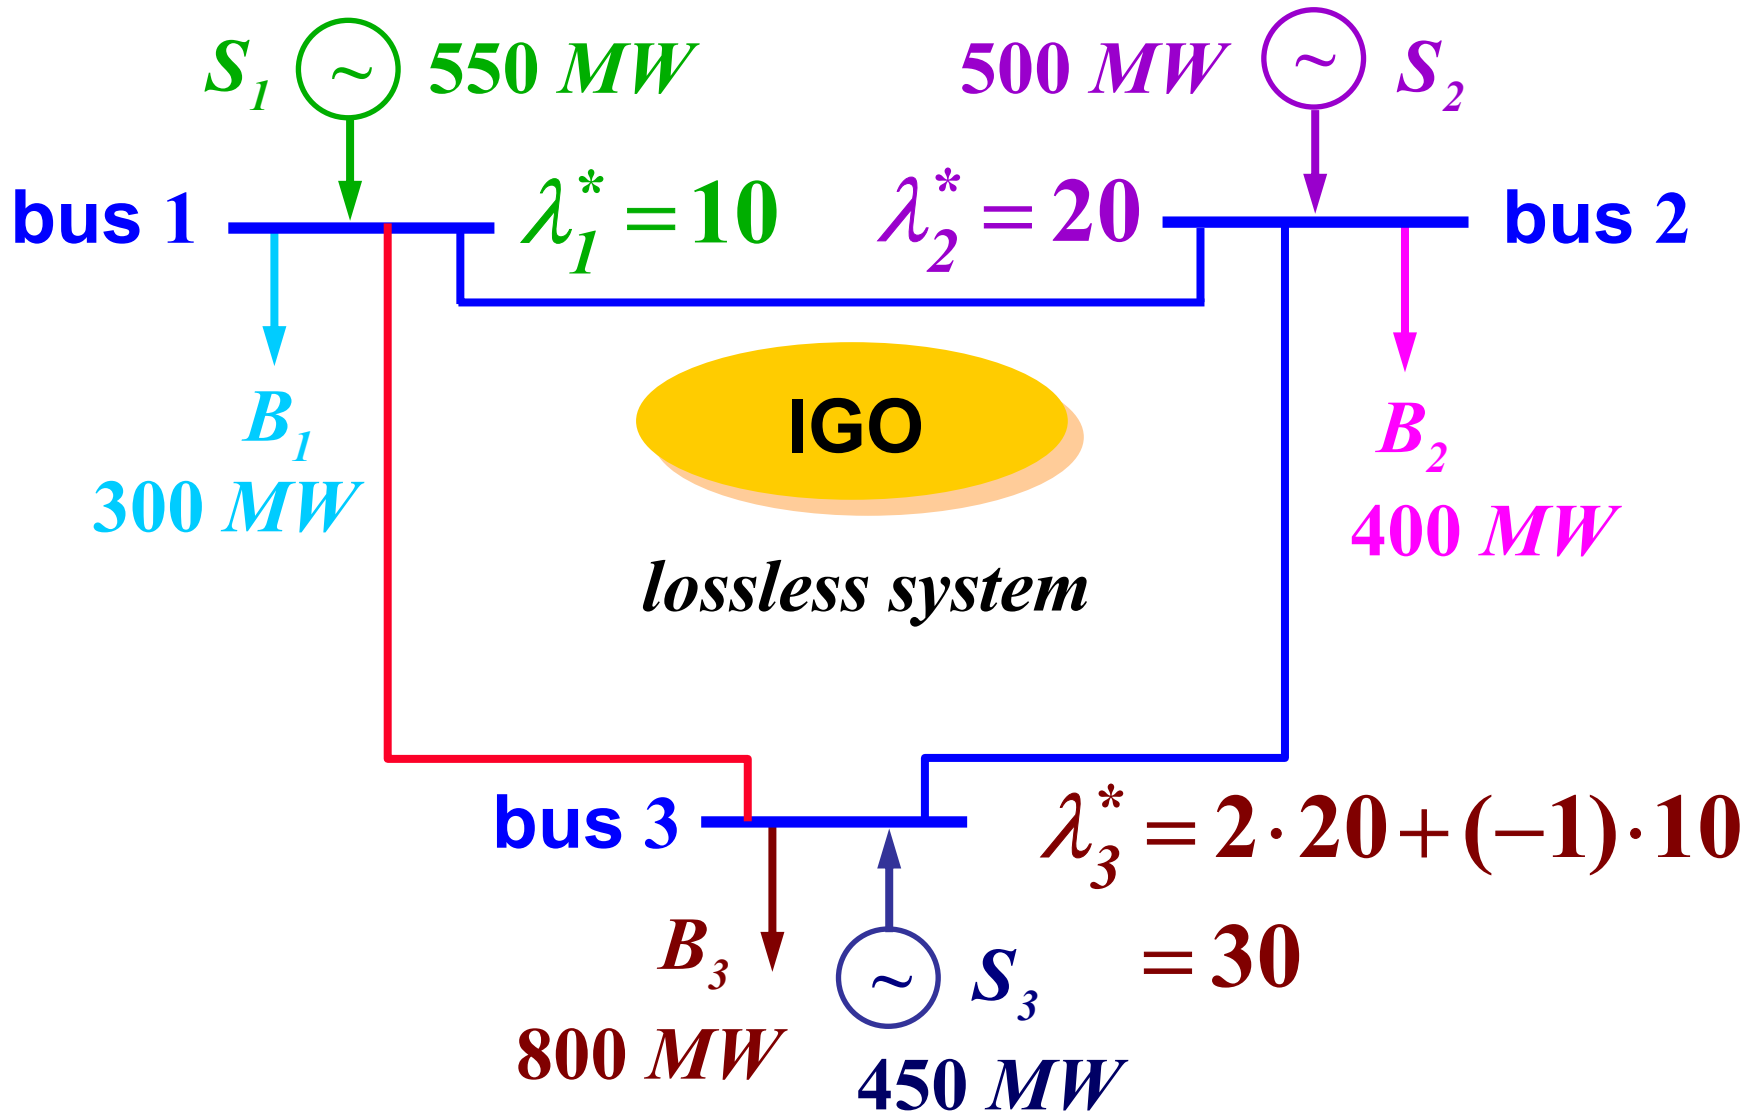 S₁ ~ 550 MW
500 MW ~ S₂
bus 1
λ₁* = 10
λ₂* = 20
bus 2
B₁
300 MW
IGO
B₂
400 MW
lossless system
bus 3
λ₃* = 2 · 20 + (−1) · 10
= 30
B₃
800 MW
~ S₃
450 MW